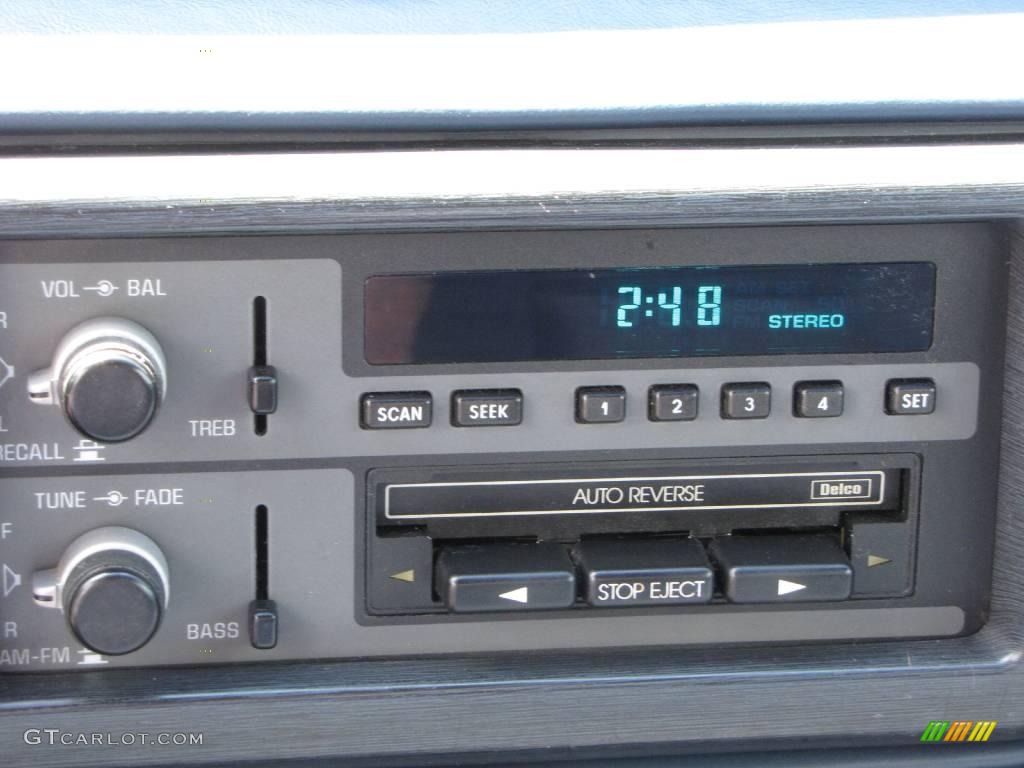 VOL BAL
R
2:48
STEREO
L
RECALL
TREB
SCAN
SEEK
1
2
3
4
SET
TUNE FADE
F
R
AM-FM
BASS
AUTO REVERSE
Delco
STOP EJECT
GTCARLOT.COM